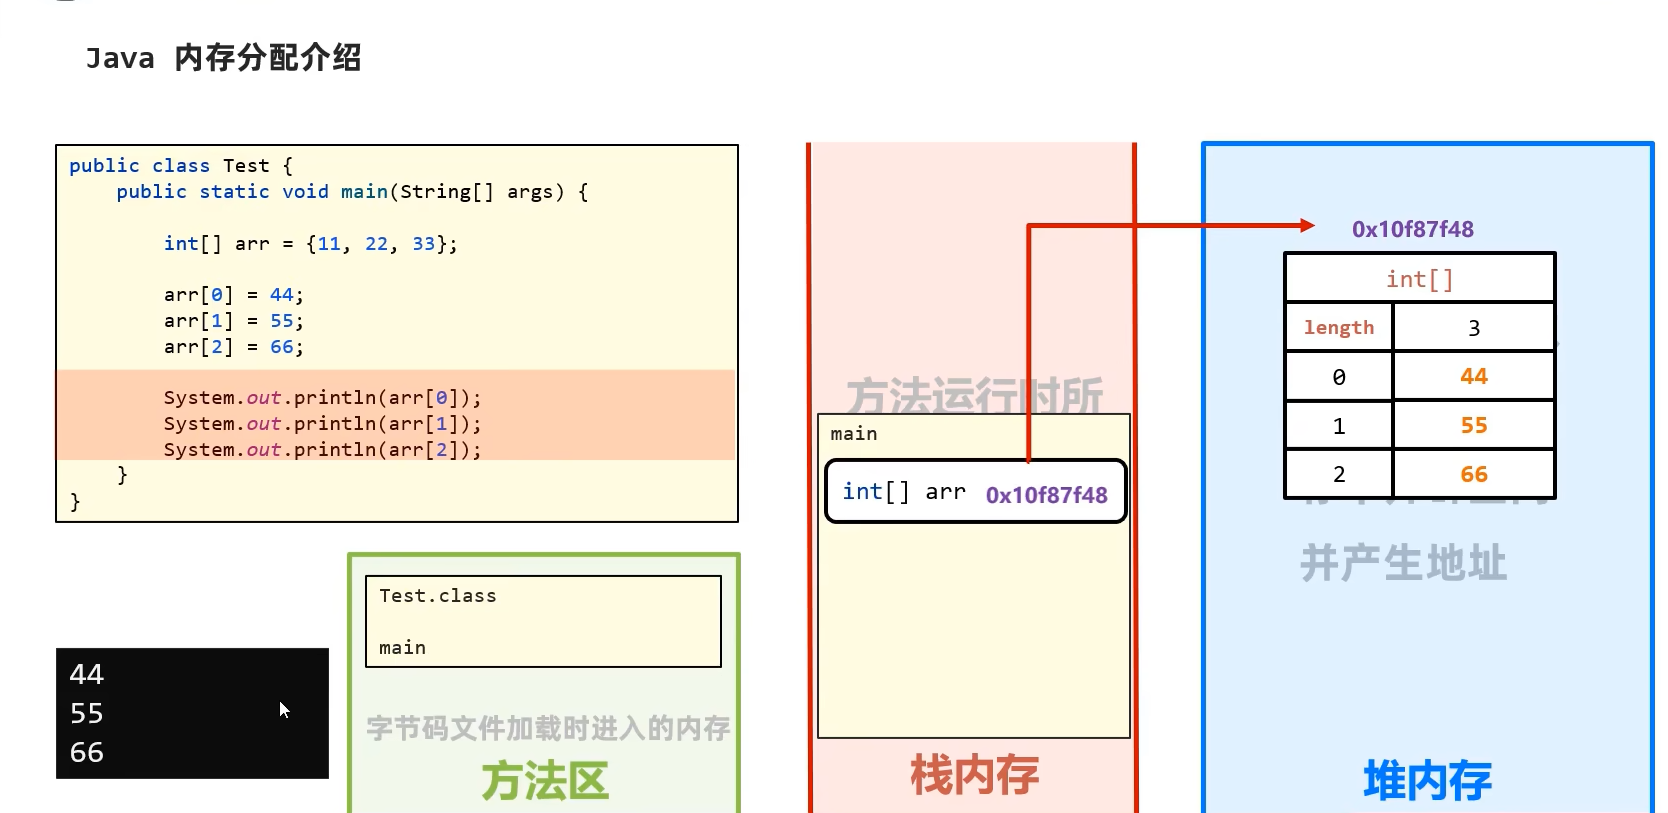 Java 内存分配介绍
public class Test {
public static void main(String[] args) {
int[] arr = {11, 22, 33};
arr[0] = 44;
arr[1] = 55;
arr[2] = 66;
System.out.println(arr[0]);
System.out.println(arr[1]);
System.out.println(arr[2]);
}
}
44
55
66
Test.class
main
字节码文件加载时进入的内存
方法区
方法运行时所
main
int[] arr 0x10f87f48
栈内存
0x10f87f48
int[]
length 3
0 44
1 55
2 66
并产生地址
堆内存